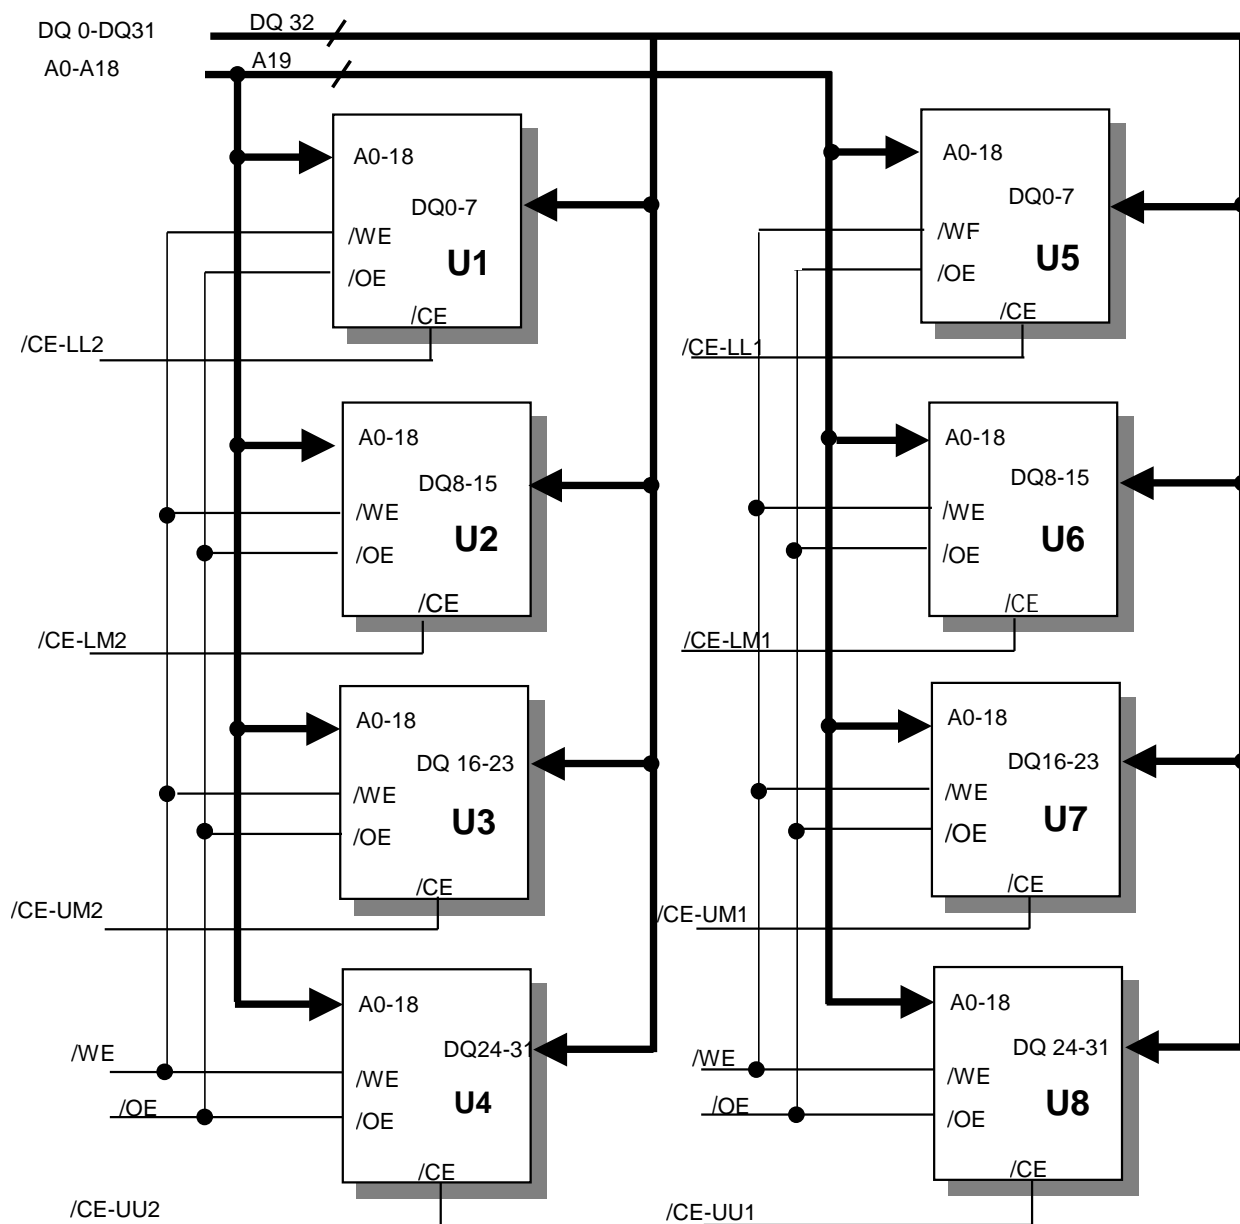 DQ 0-DQ31
DQ 32
A0-A18
A19
A0-18
DQ0-7
/WE
U1
/OE
/CE
/CE-LL2
A0-18
DQ8-15
/WE
U2
/OE
/CE
/CE-LM2
A0-18
DQ 16-23
/WE
U3
/OE
/CE
/CE-UM2
A0-18
DQ24-31
/WE
/WE
U4
/OE
/OE
/CE
/CE-UU2
A0-18
DQ0-7
/WF
U5
/OE
/CE
/CE-LL1
A0-18
DQ8-15
/WE
U6
/OE
/CE
/CE-LM1
A0-18
DQ16-23
/WE
U7
/OE
/CE
/CE-UM1
A0-18
DQ 24-31
/WE
/WE
U8
/OE
/OE
/CE
/CE-UU1